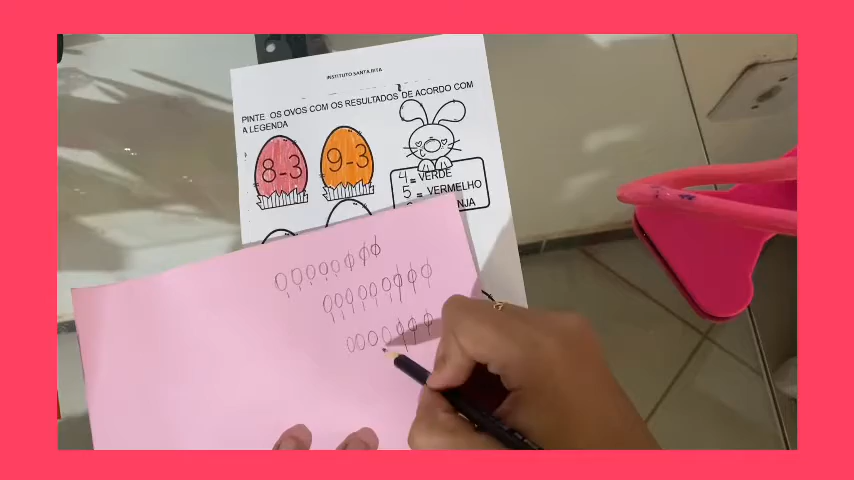 INSTITUTO SANTA RITA
PINTE OS OVOS COM OS RESULTADOS DE ACORDO COM
A LEGENDA
8-3
9-3
4 = VERDE
5 = VERMELHO
NJA